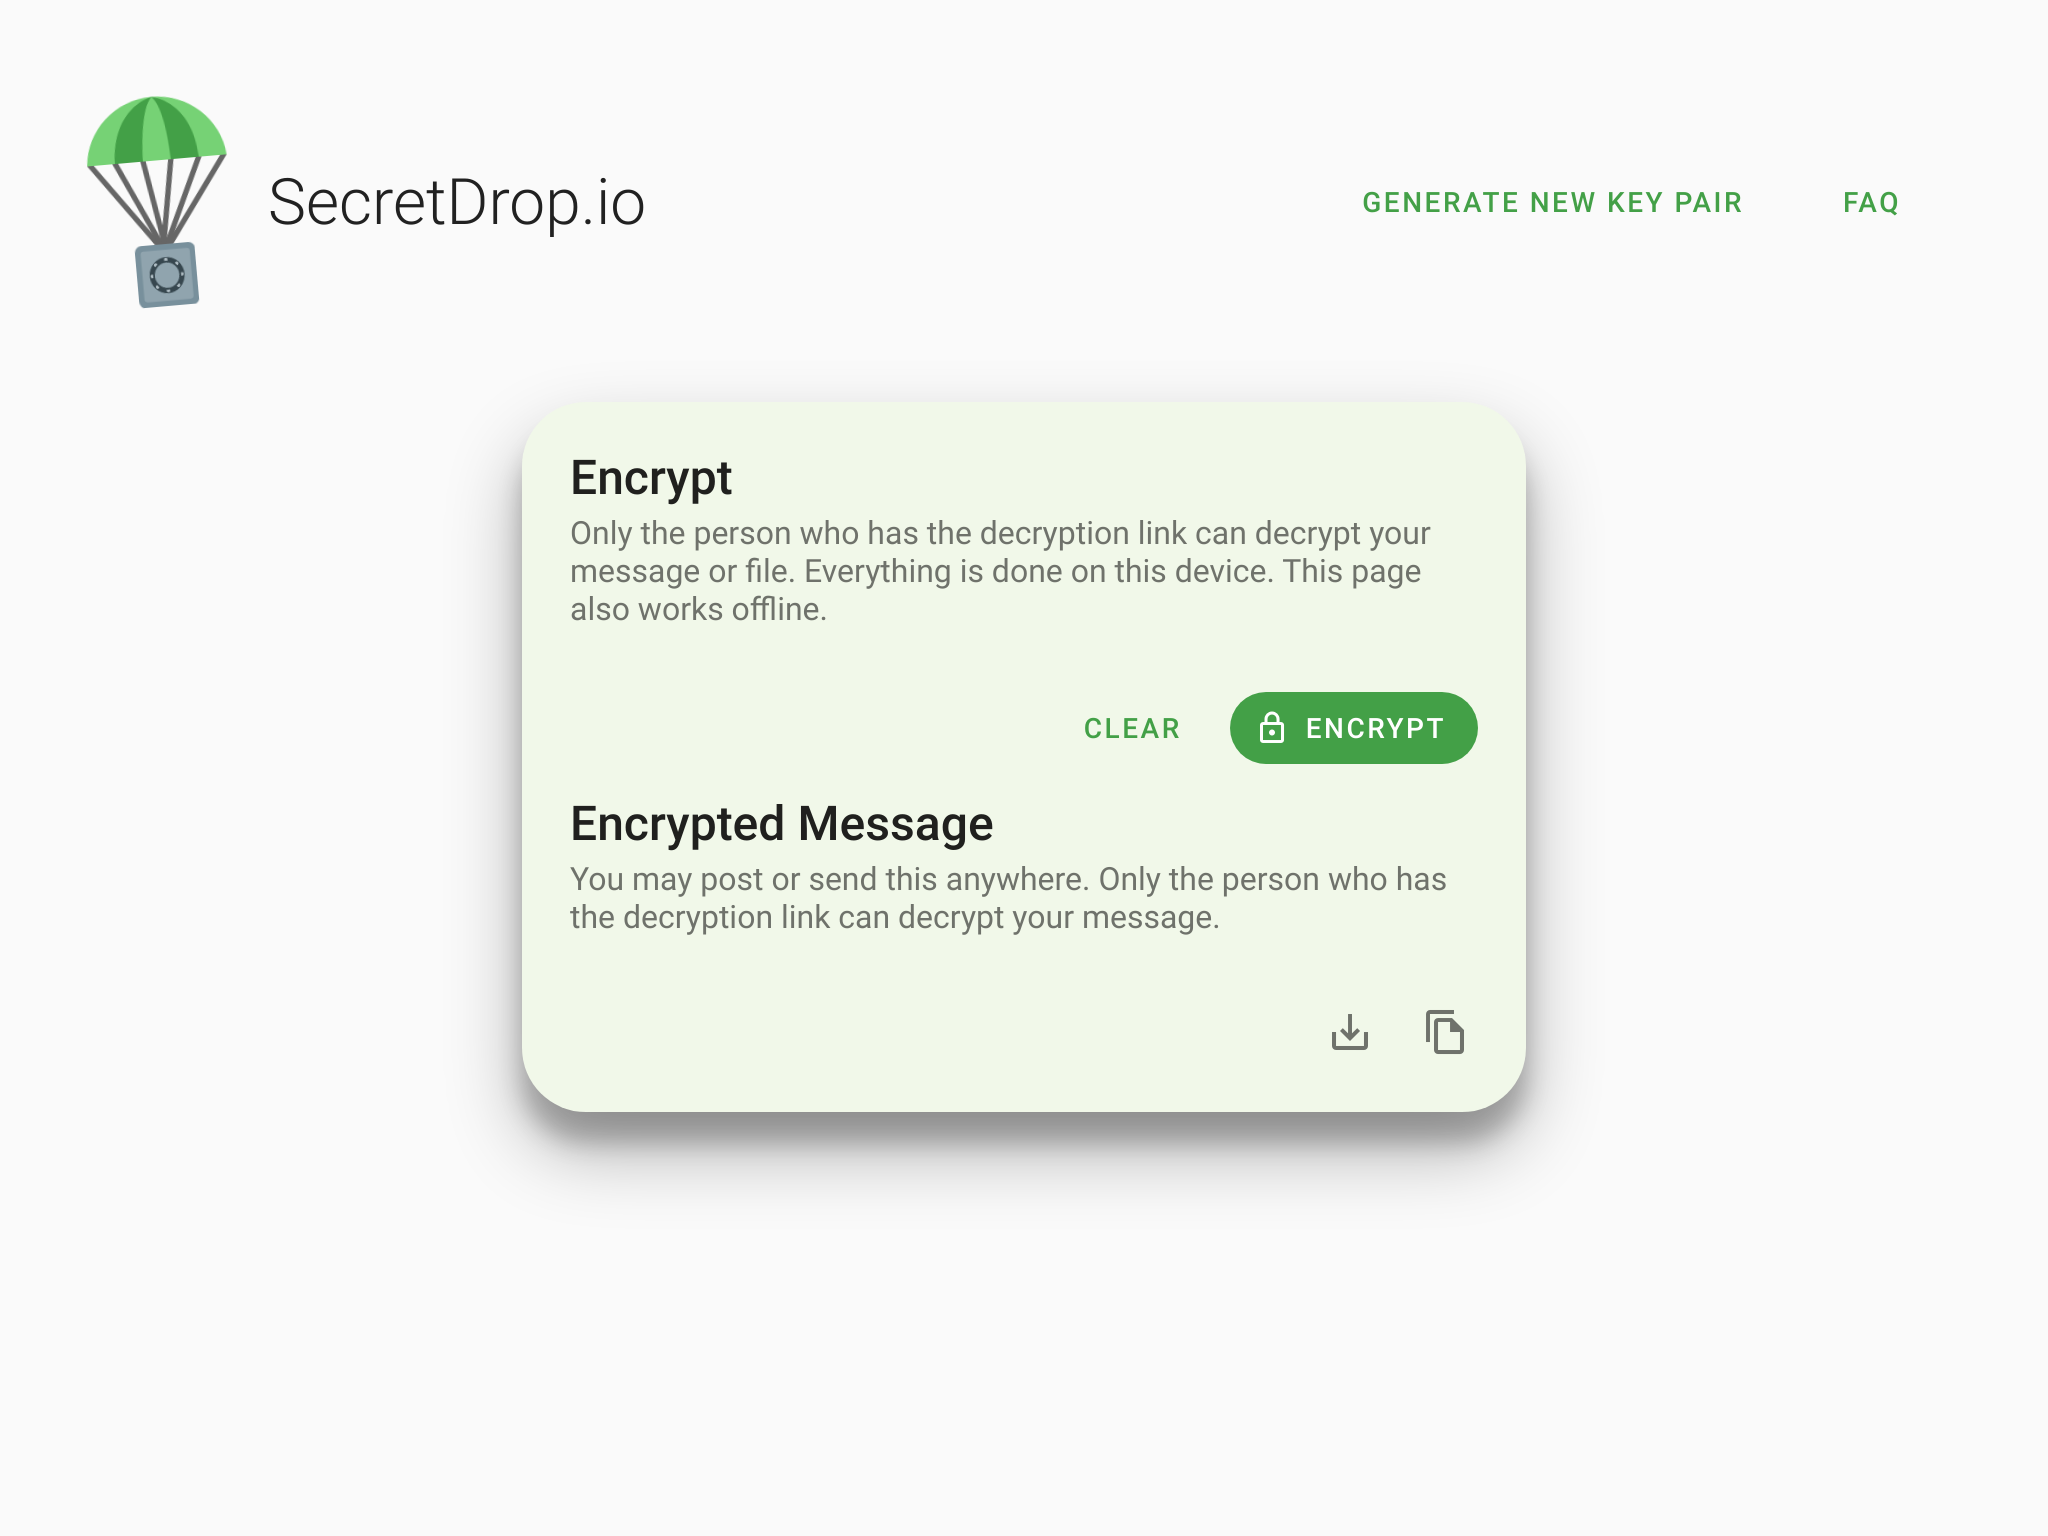 SecretDrop.io
GENERATE NEW KEY PAIR
FAQ
Encrypt
Only the person who has the decryption link can decrypt your
message or file. Everything is done on this device. This page
also works offline.
CLEAR
ENCRYPT
Encrypted Message
You may post or send this anywhere. Only the person who has
the decryption link can decrypt your message.